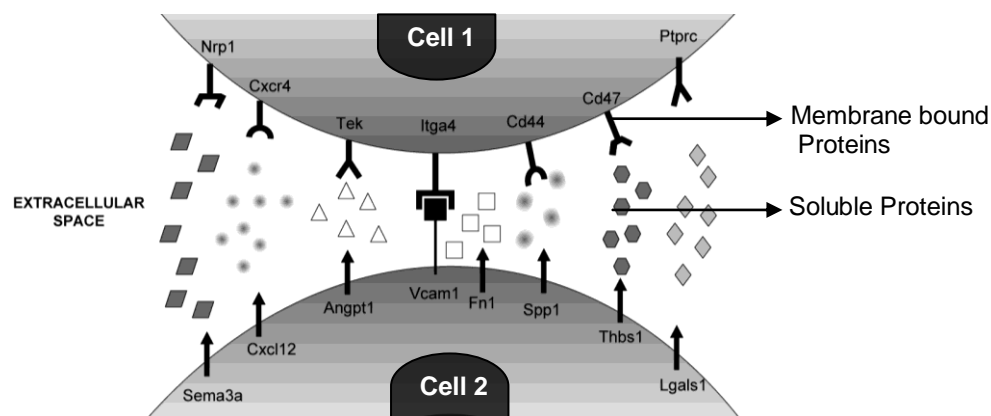 Cell 1
Nrp1
Ptprc
Cxcr4
Cd47
Tek
Itga4
Cd44
Membrane bound
Proteins
EXTRACELLULAR
SPACE
Soluble Proteins
Vcam1
Fn1
Angpt1
Spp1
Thbs1
Cxcl12
Cell 2
Lgals1
Sema3a